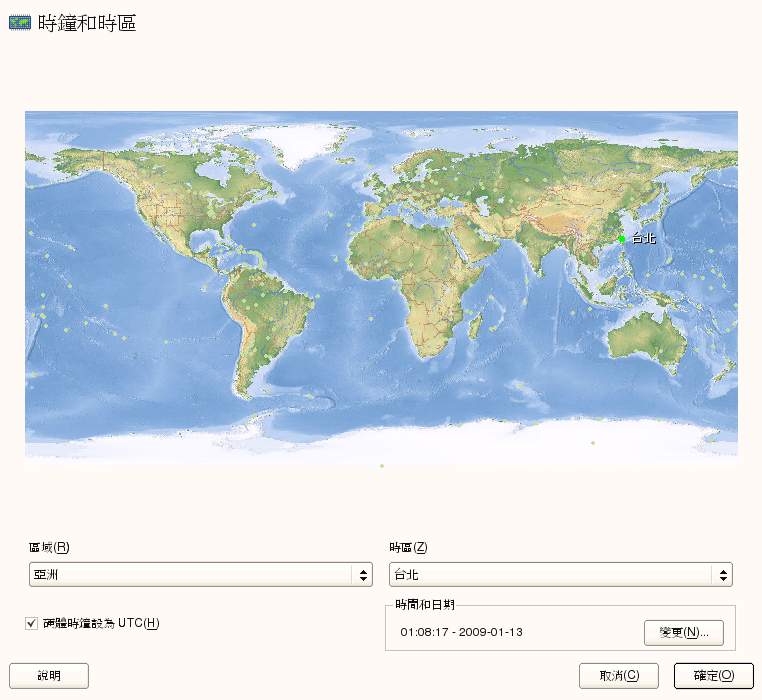 時鐘和時區
台北
區域(R)
時區(Z)
亞洲
台北
硬體時鐘設為 UTC(H)
時間和日期
01:08:17 - 2009-01-13
變更(N)...
說明
取消(C)
確定(O)